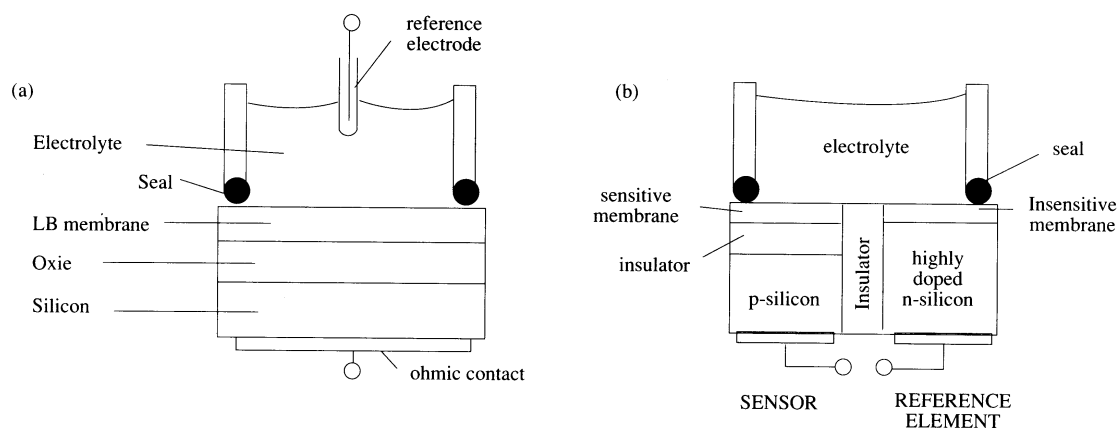 (a)
reference
electrode
Electrolyte
Seal
LB membrane
Oxie
Silicon
ohmic contact
(b)
electrolyte
seal
sensitive
membrane
Insensitive
membrane
insulator
Insulator
highly
doped
n-silicon
p-silicon
SENSOR
REFERENCE
ELEMENT